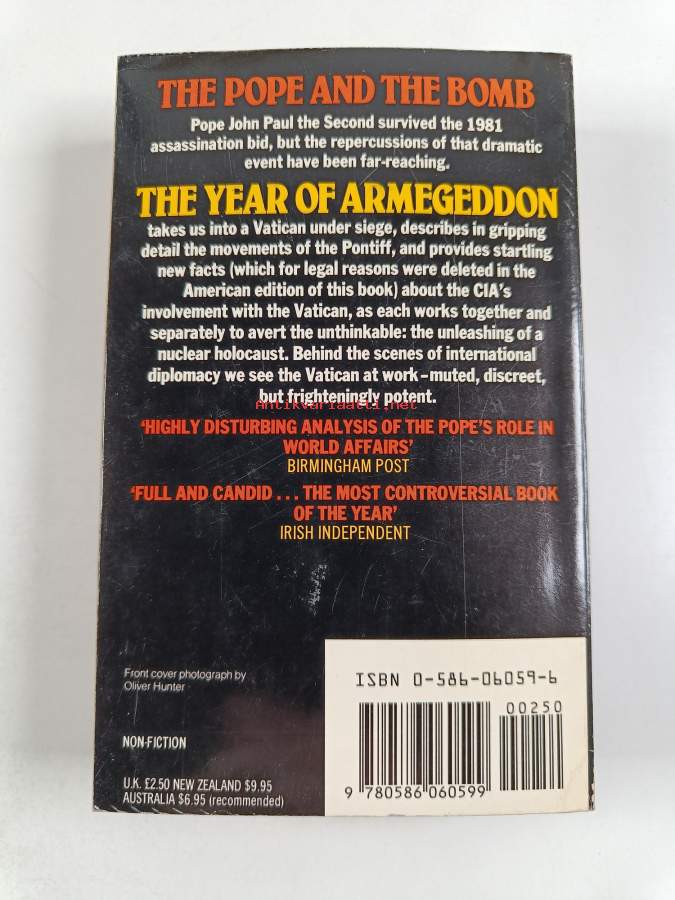 THE POPE AND THE BOMB
Pope John Paul the Second survived the 1981
assassination bid, but the repercussions of that dramatic
event have been far-reaching.
THE YEAR OF ARMEGEDDON
takes us into a Vatican under siege, describes in gripping
detail the movements of the Pontiff, and provides startling
new facts (which for legal reasons were deleted in the
American edition of this book) about the CIA's
involvement with the Vatican, as each works together and
separately to avert the unthinkable: the unleashing of a
nuclear holocaust. Behind the scenes of international
diplomacy we see the Vatican at work – muted, discreet,
but frighteningly potent.
Antikvariaatti.net
'HIGHLY DISTURBING ANALYSIS OF THE POPE'S ROLE IN
WORLD AFFAIRS'
BIRMINGHAM POST
'FULL AND CANDID . . . THE MOST CONTROVERSIAL BOOK
OF THE YEAR'
IRISH INDEPENDENT
Front cover photograph by
Oliver Hunter
NON-FICTION
U.K. £2.50 NEW ZEALAND $9.95
AUSTRALIA $6.95 (recommended)
ISBN 0-586-06059-6
00250
9 780586 060599